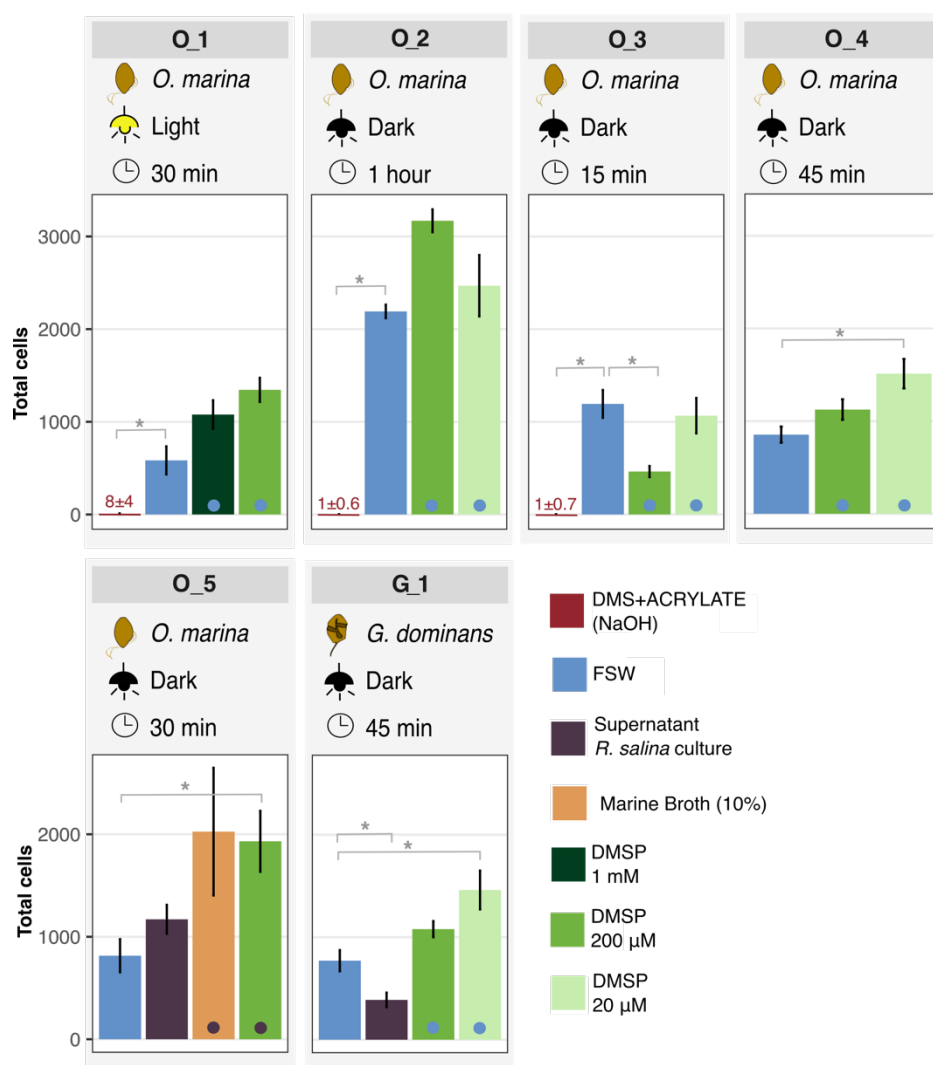 O_1
O. marina
Light
30 min
O_2
O. marina
Dark
1 hour
O_3
O. marina
Dark
15 min
O_4
O. marina
Dark
45 min
Total cells
3000
2000
1000
0
*
8±4
*
1±0.6
* *
1±0.7
*
O_5
O. marina
Dark
30 min
G_1
G. dominans
Dark
45 min
Total cells
2000
1000
0
*
*
*
DMS+ACRYLATE
(NaOH)
FSW
Supernatant
R. salina culture
Marine Broth (10%)
DMSP
1 mM
DMSP
200 µM
DMSP
20 µM